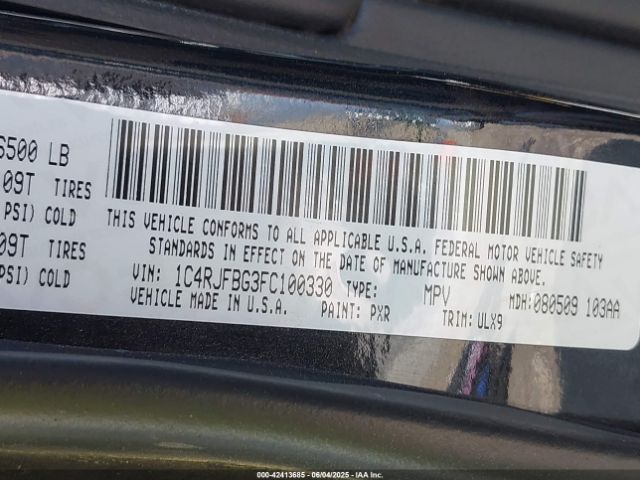 6500 LB
09T TIRES
PSI) COLD
09T TIRES
PSI) COLD
THIS VEHICLE CONFORMS TO ALL APPLICABLE U.S.A. FEDERAL MOTOR VEHICLE SAFETY
STANDARDS IN EFFECT ON THE DATE OF MANUFACTURE SHOWN ABOVE.
VIN: 1C4RJFBG3FC100330 TYPE: MPV MDH:080509 103AA
VEHICLE MADE IN U.S.A. PAINT: PXR TRIM: ULX9
000-42413685 - 06/04/2025 - IAA Inc.